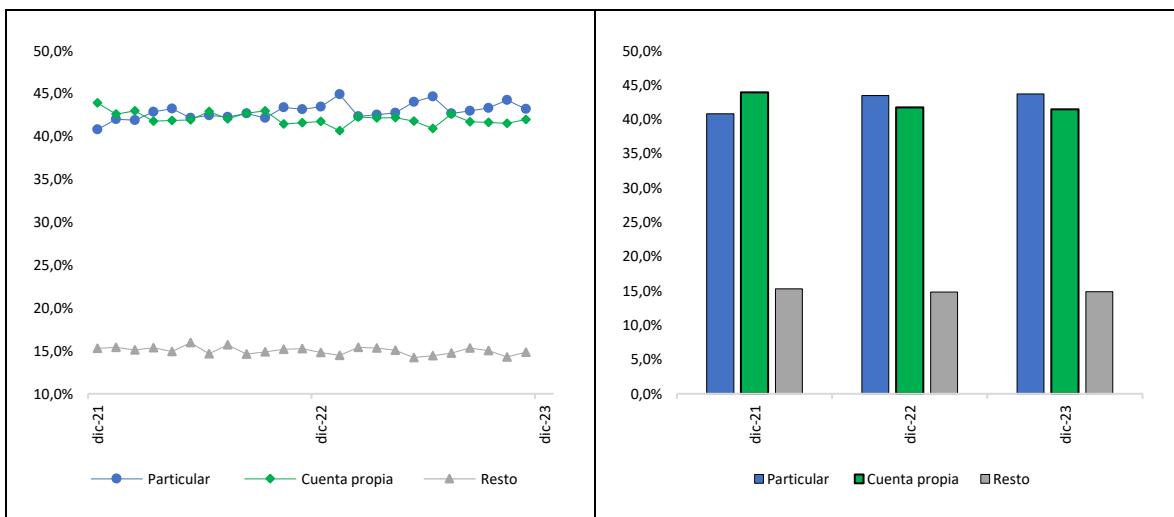 50,0%
45,0%
40,0%
35,0%
30,0%
25,0%
20,0%
15,0%
10,0%
dic-21
dic-22
dic-23
Particular Cuenta propia Resto
50,0%
45,0%
40,0%
35,0%
30,0%
25,0%
20,0%
15,0%
10,0%
5,0%
0,0%
dic-21
dic-22
dic-23
Particular Cuenta propia Resto